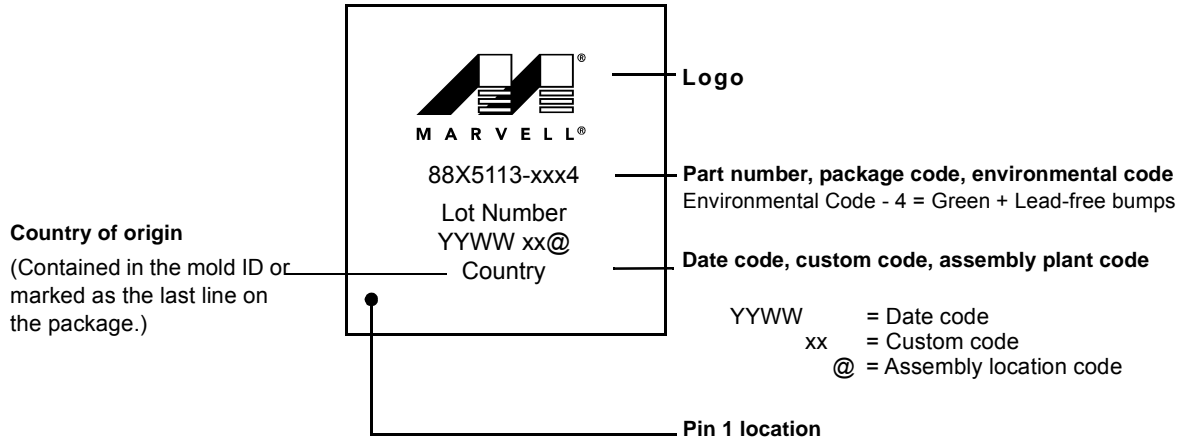 MARVELL®
®
88X5113-xxx4
Lot Number
YYWW xx@
Country
Country of origin
(Contained in the mold ID or
marked as the last line on
the package.)
Logo
Part number, package code, environmental code
Environmental Code - 4 = Green + Lead-free bumps
Date code, custom code, assembly plant code
YYWW = Date code
xx = Custom code
@ = Assembly location code
Pin 1 location